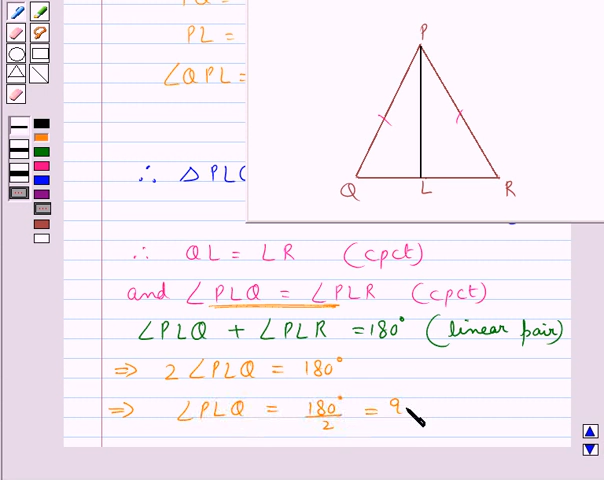 PL =
∠QPL =
∴ △PLQ
P
Q L R
∴ QL = LR (cpct)
and ∠PLQ = ∠PLR (cpct)
∠PLQ + ∠PLR = 180° (linear pair)
⇒ 2∠PLQ = 180°
⇒ ∠PLQ = 180°/2 = 9